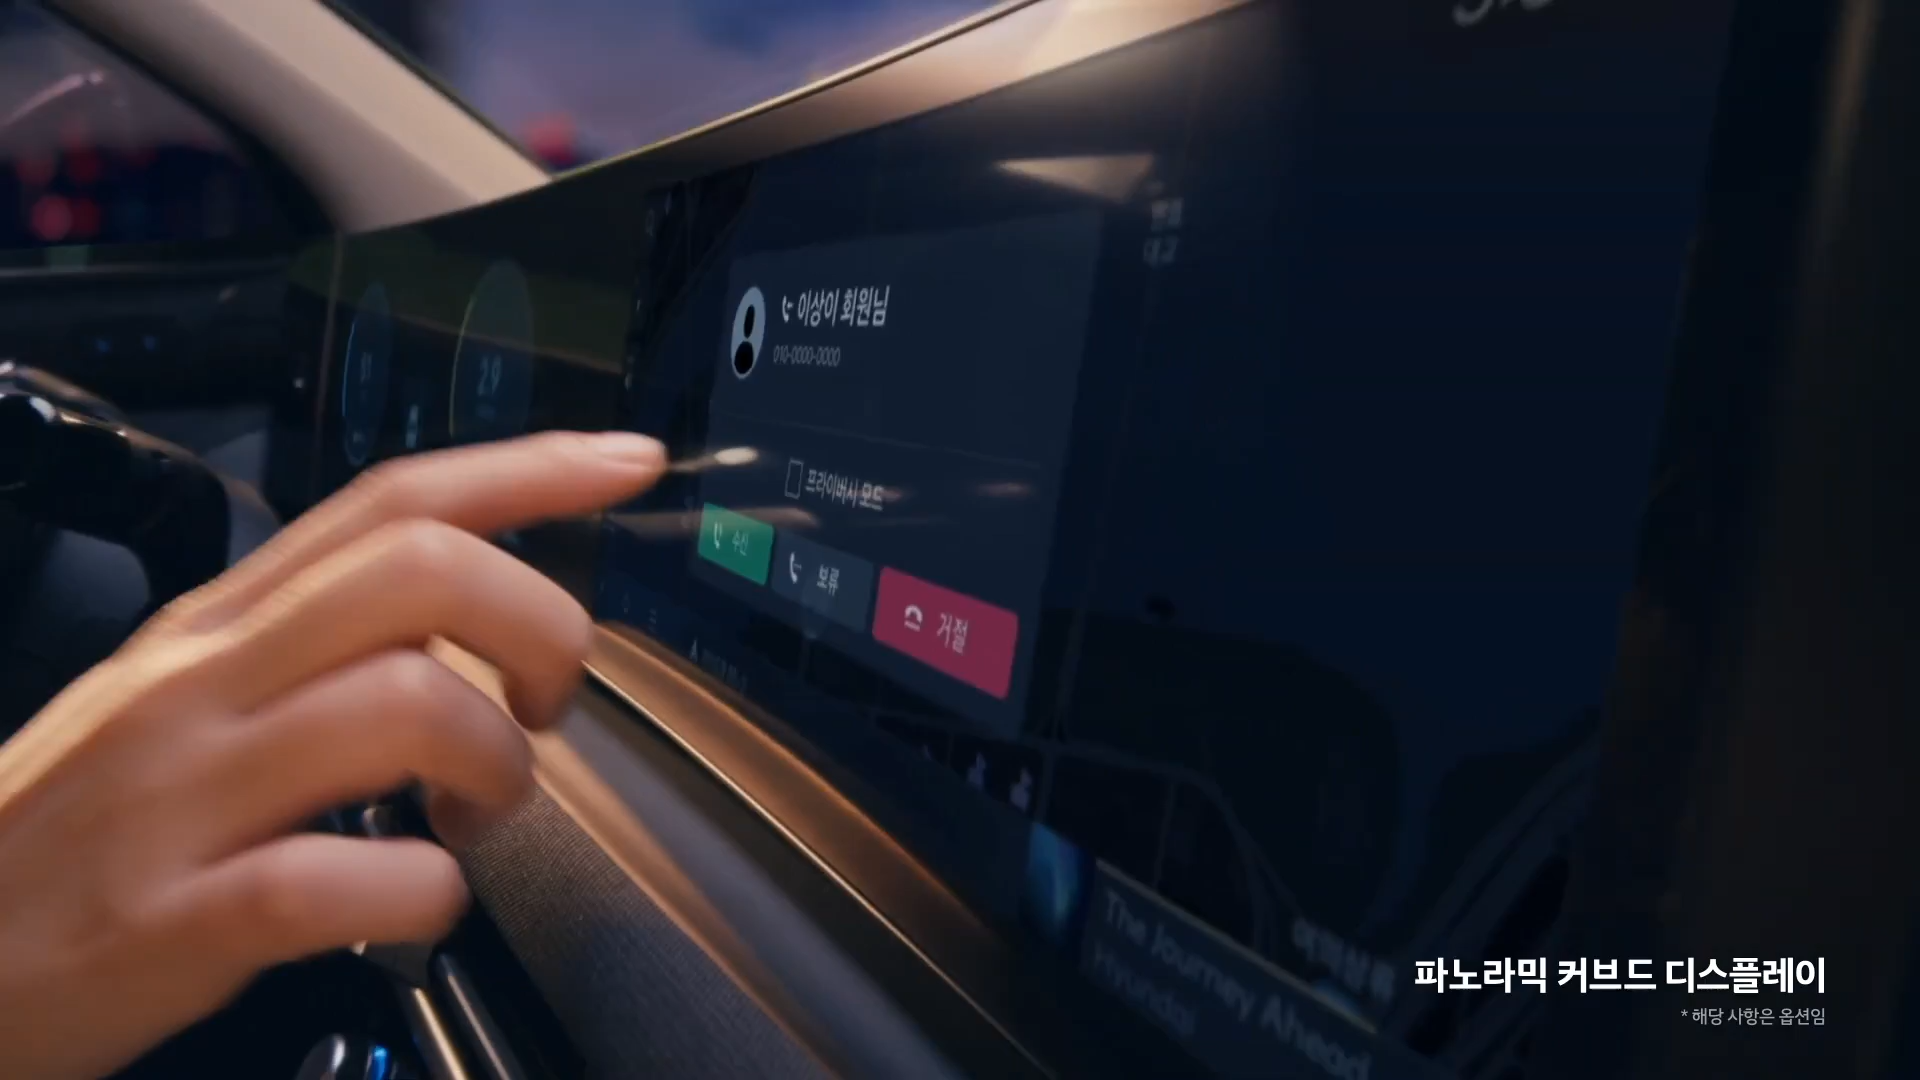 이상이 회원님
010-0000-0000
29
프라이버시 모드
수신
보류
거절
The Journey Ahead
Hyundai
파노라믹 커브드 디스플레이
* 해당 사항은 옵션임